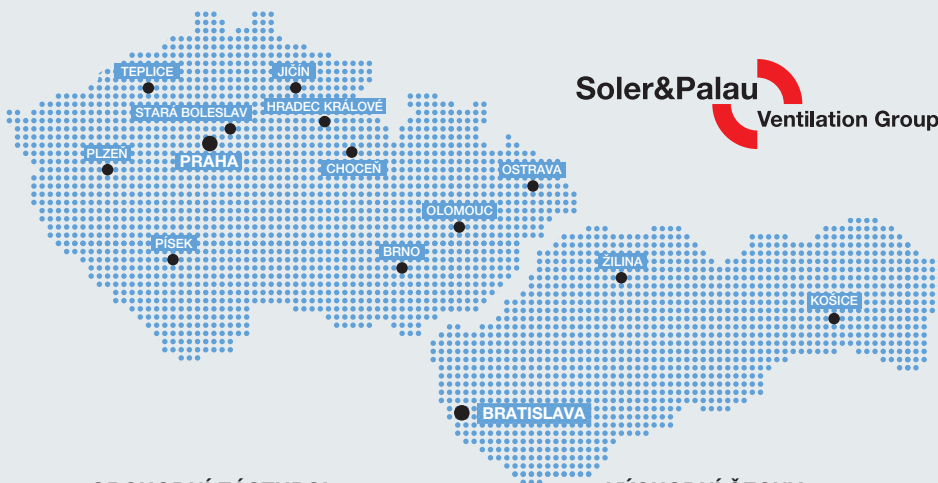 TEPLICE
JIČÍN
Soler&Palau
Ventilation Group
STARÁ BOLESLAV
HRADEC KRÁLOVÉ
PLZEŇ
PRAHA
CHOCEŇ
OSTRAVA
OLOMOUC
PÍSEK
BRNO
ŽILINA
KOŠICE
BRATISLAVA